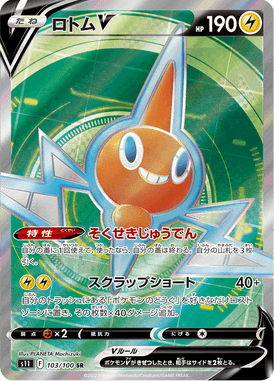 たね ロトムV HP190
特性 そくせきじゅうでん
自分の番に1回使えて、使ったなら、自分の番は終わる。自分の山札を3枚
引く。
スクラップショート 40+
自分のトラッシュにある「ポケモンのどうぐ」を好きなだけロスト
ゾーンに置き、その枚数×40ダメージ追加。
弱点 ×2 抵抗力 にげる
Illus. PLANETA Mochizuki
Vルール
ポケモンVがきぜつしたとき、相手はサイドを2枚とる。
s11 F 103/100 SR